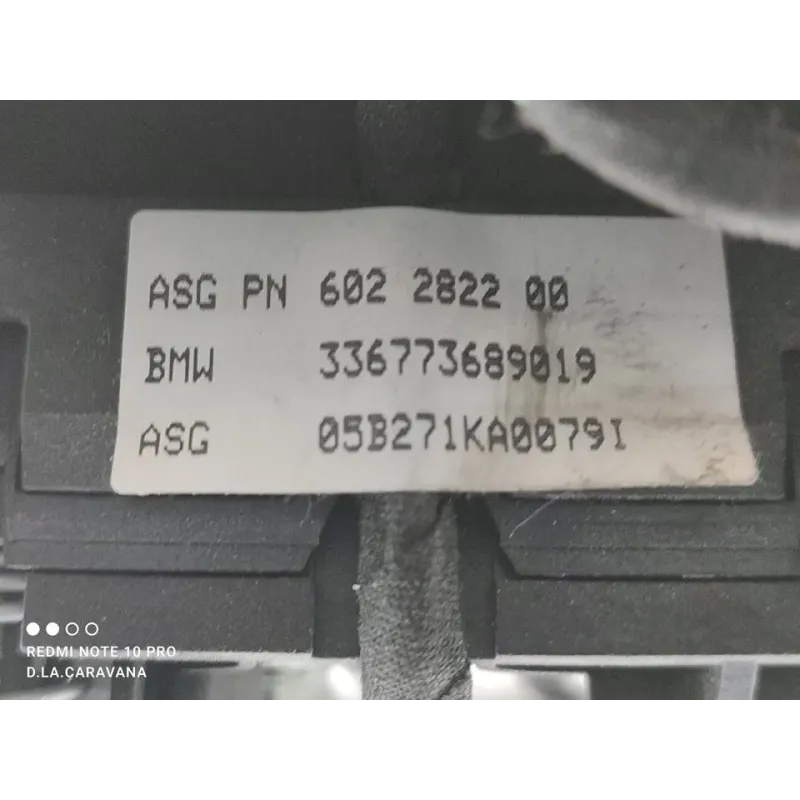 ASG PN 602 2822 00
BMW 336773689019
ASG 05B271KA0079I
REDMI NOTE 10 PRO
D.LA.CARAVANA